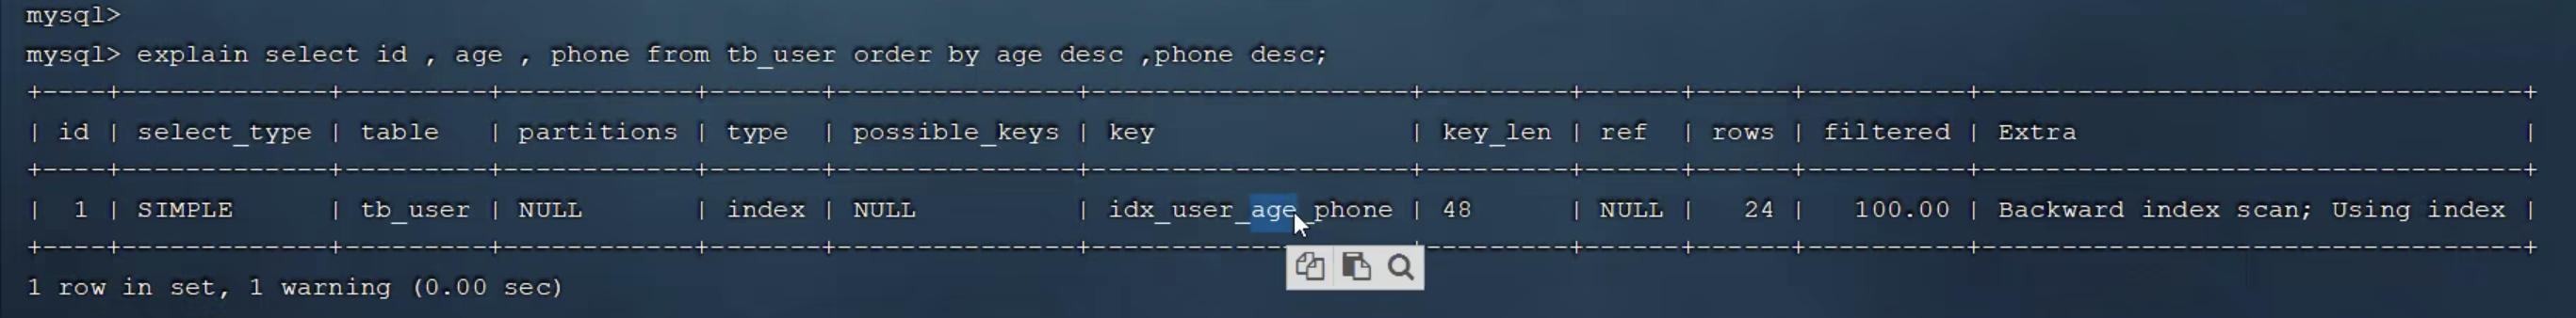 mysql>
mysql> explain select id , age , phone from tb_user order by age desc ,phone desc;
+----+-------------+---------+------------+-------+---------------+--------------------+---------+------+------+----------+----------------------------------+
| id | select_type | table   | partitions | type  | possible_keys | key                | key_len | ref  | rows | filtered | Extra                            |
+----+-------------+---------+------------+-------+---------------+--------------------+---------+------+------+----------+----------------------------------+
|  1 | SIMPLE      | tb_user | NULL       | index | NULL          | idx_user_age_phone | 48      | NULL |   24 |   100.00 | Backward index scan; Using index |
+----+-------------+---------+------------+-------+---------------+--------------------+---------+------+------+----------+----------------------------------+
1 row in set, 1 warning (0.00 sec)